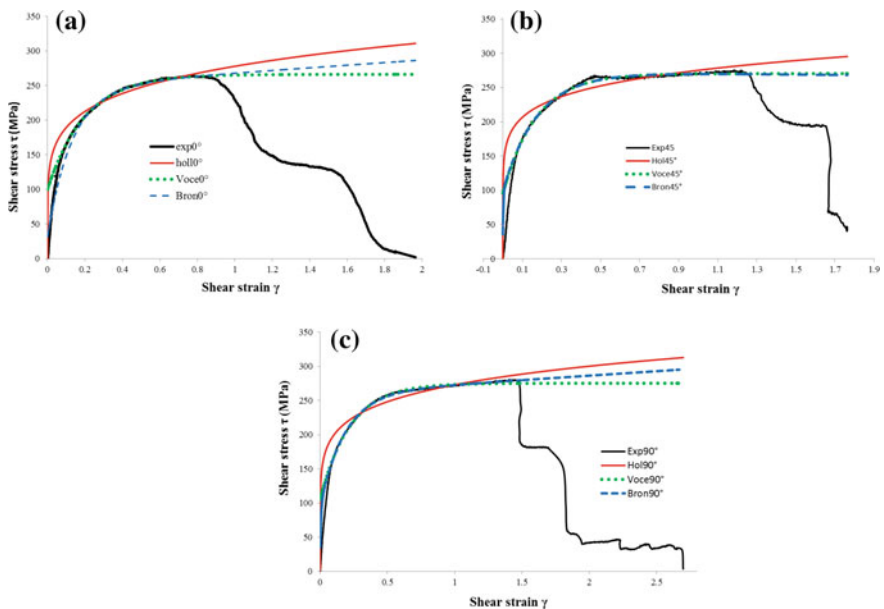 (a)
350
300
250
200
150
100
50
0
Shear stress τ (MPa)
exp0°
holl0°
Voce0°
Bron0°
0
0.2
0.4
0.6
0.8
1
1.2
1.4
1.6
1.8
2
Shear strain γ
(b)
350
300
250
200
150
100
50
0
Shear stress τ (MPa)
Exp45
Hol45°
Voce45°
Bron45°
-0.1
0.1
0.3
0.5
0.7
0.9
1.1
1.3
1.5
1.7
1.9
Shear strain γ
(c)
350
300
250
200
150
100
50
0
Shear stress τ (MPa)
Exp90°
Hol90°
Voce90°
Bron90°
0
0.5
1
1.5
2
2.5
Shear strain γ